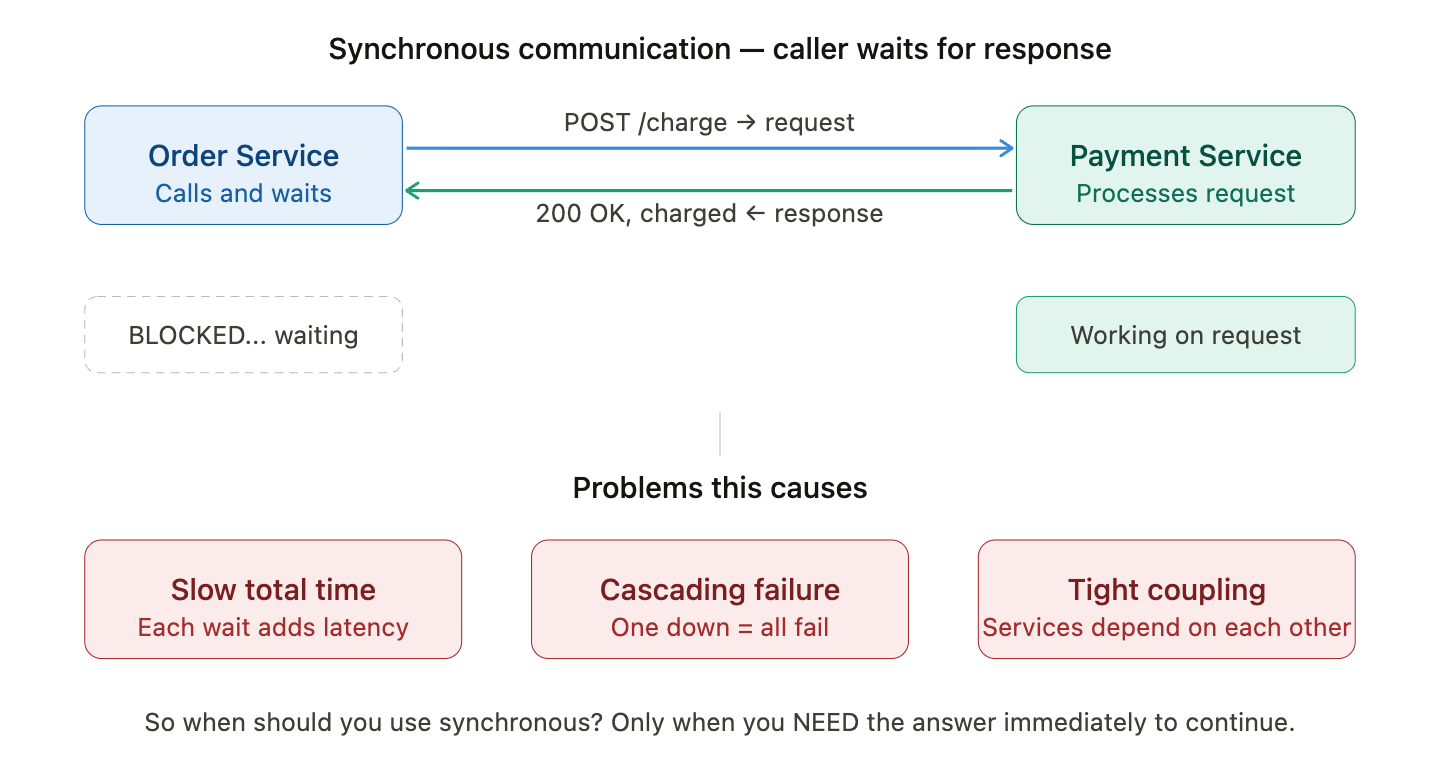 Synchronous communication — caller waits for response
POST /charge → request
Order Service
Calls and waits
Payment Service
Processes request
200 OK, charged ← response
BLOCKED... waiting
Working on request
Problems this causes
Slow total time
Each wait adds latency
Cascading failure
One down = all fail
Tight coupling
Services depend on each other
So when should you use synchronous? Only when you NEED the answer immediately to continue.